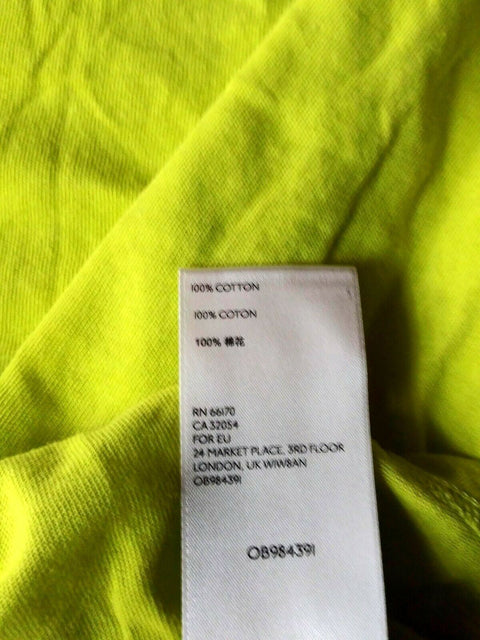 100% COTTON
100% COTON
100% 棉花
RN 66170
CA 32054
FOR EU
24 MARKET PLACE, 3RD FLOOR
LONDON, UK W1W8AN
OB984391
OB984391